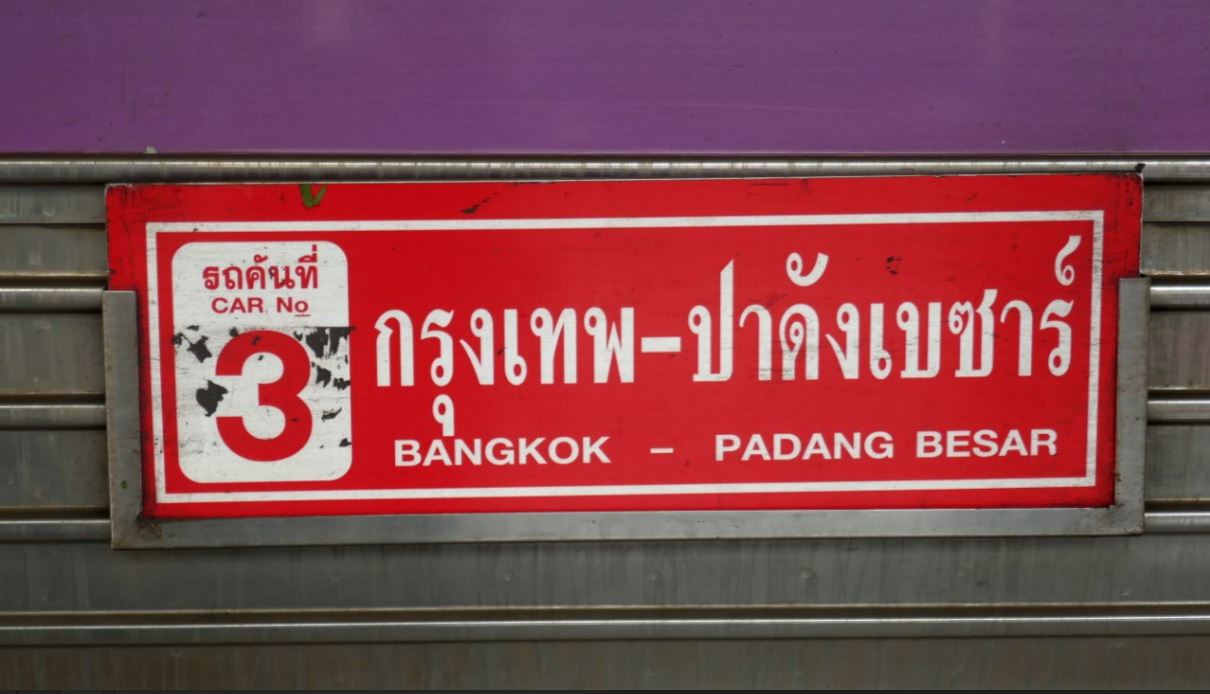 รถคันที่
CAR No
3
กรุงเทพ-ปาดังเบซาร์
BANGKOK – PADANG BESAR